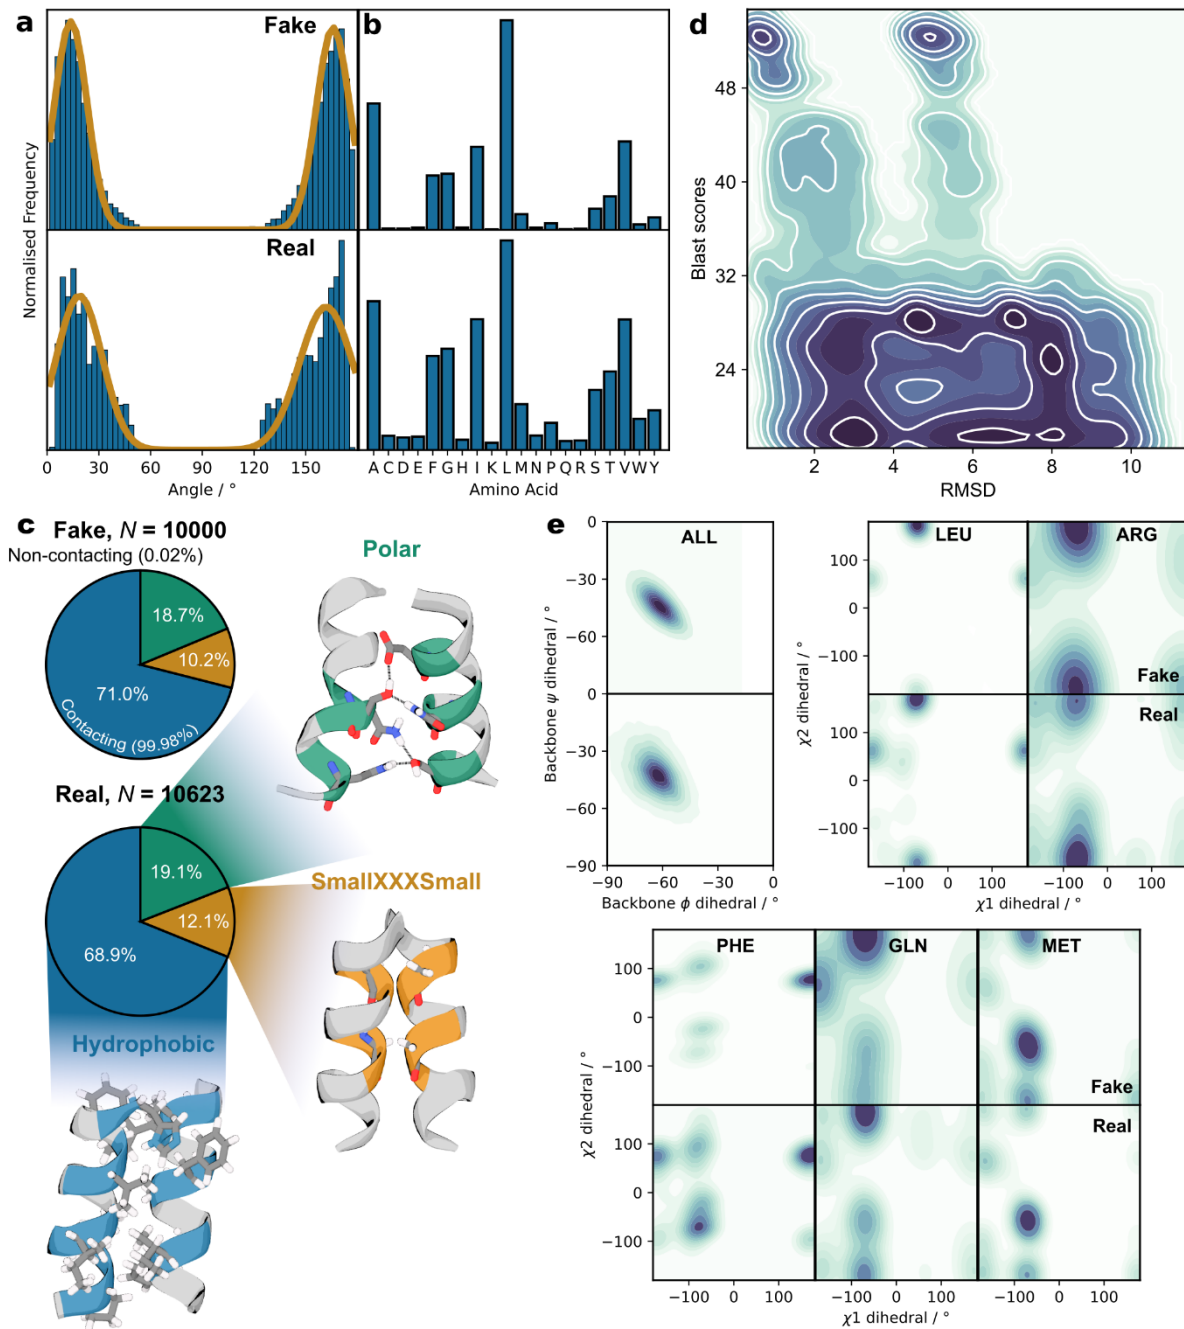 a
Fake
Real
Normalised Frequency
0 30 60 90 120 150
Angle / °
b
A C D E F G H I K L M N P Q R S T V W Y
Amino Acid
d
48
40
32
24
Blast scores
2 4 6 8 10
RMSD
c
Fake, N = 10000
Non-contacting (0.02%)
18.7%
10.2%
71.0%
Contacting (99.98%)
Real, N = 10623
19.1%
12.1%
68.9%
Polar
SmallXXXSmall
Hydrophobic
e
ALL
0
−30
−60
0
−30
−60
−90
Backbone ψ dihedral / °
−90 −60 −30 0
Backbone ϕ dihedral / °
LEU ARG
100
0
−100
Fake
Real
100
0
−100
χ2 dihedral / °
−100 0 100 −100 0 100
χ1 dihedral / °
PHE GLN MET
100
0
−100
Fake
Real
100
0
−100
χ2 dihedral / °
−100 0 100 −100 0 100 −100 0 100
χ1 dihedral / °